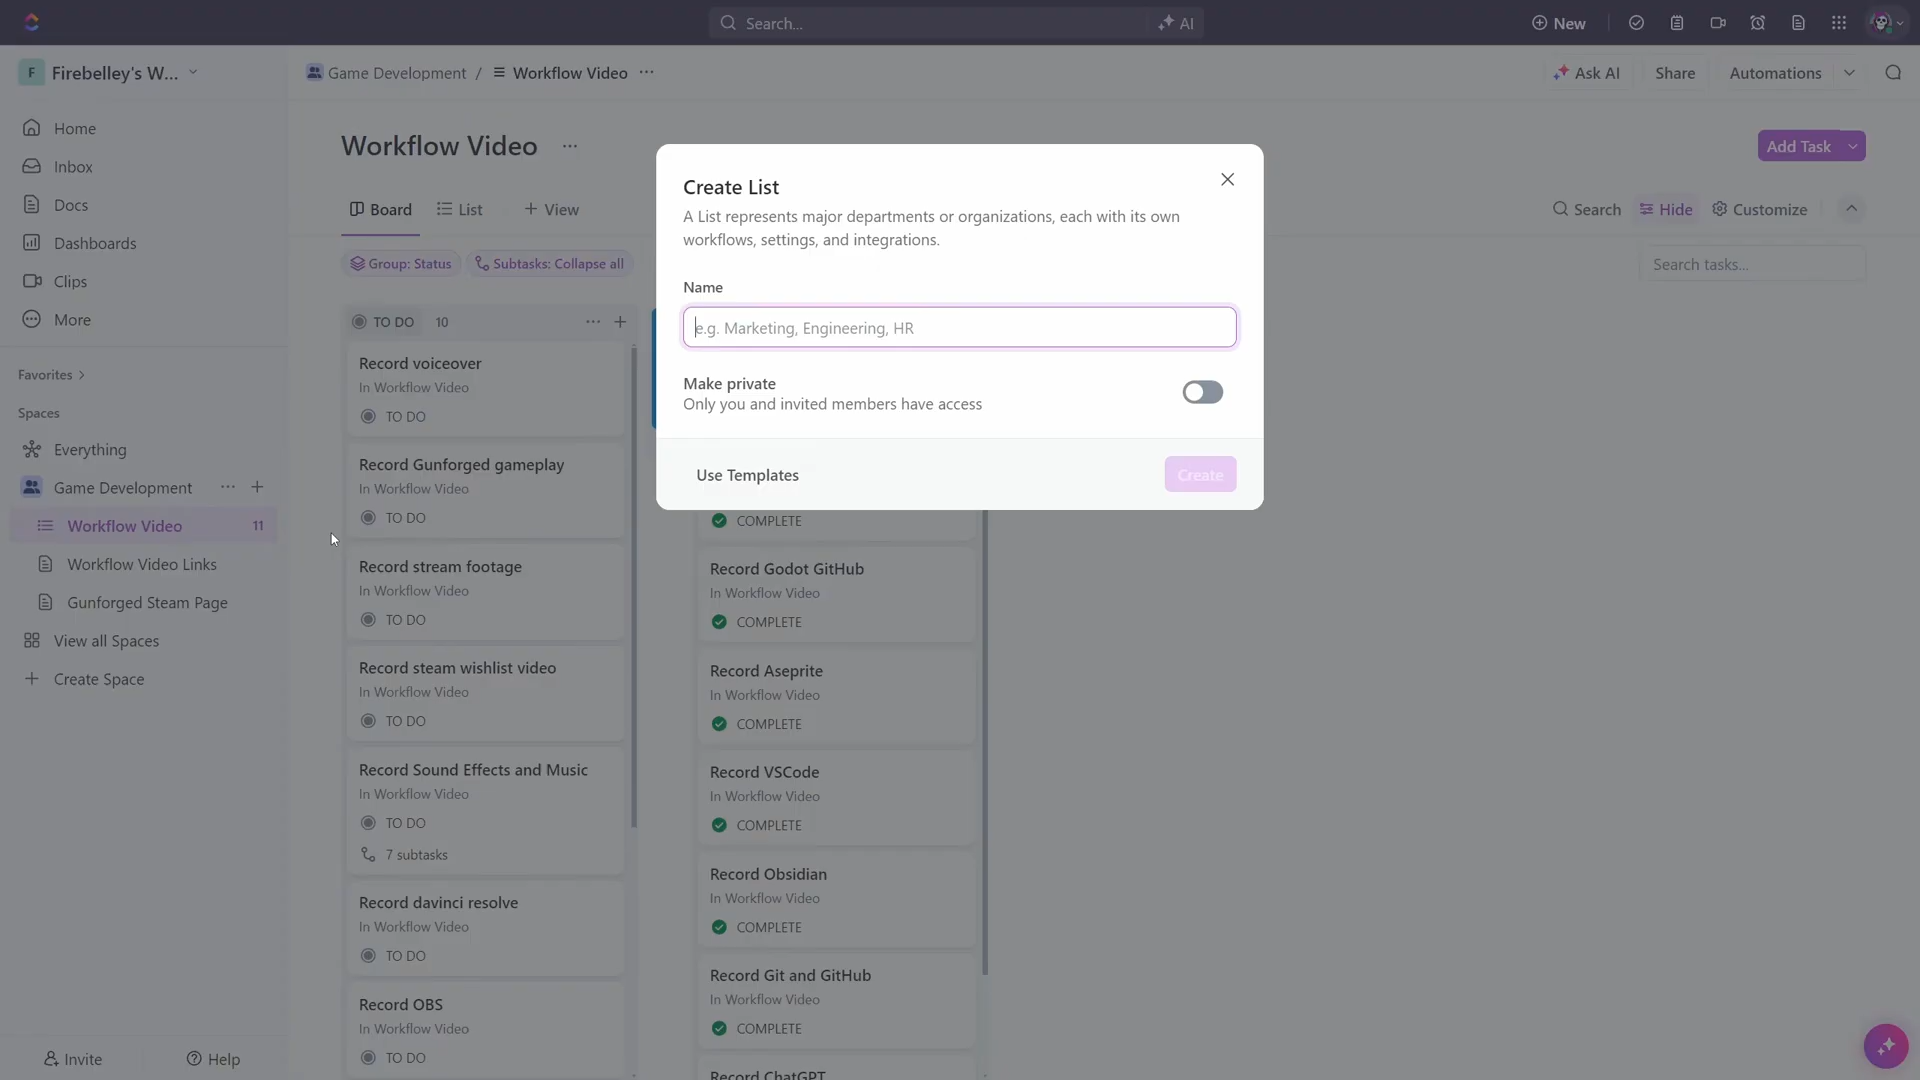 Search...
AI
New
F
Firebelley's W...
Game Development / Workflow Video ...
Ask AI
Share
Automations
Home
Inbox
Docs
Dashboards
Clips
More
Favorites
Spaces
Everything
Game Development
Workflow Video 11
Workflow Video Links
Gunforged Steam Page
View all Spaces
Create Space
Invite
Help
Workflow Video ...
Add Task
Board
List
View
Search
Hide
Customize
Group: Status
Subtasks: Collapse all
Search tasks...
TO DO 10
Record voiceover
In Workflow Video
TO DO
Record Gunforged gameplay
In Workflow Video
TO DO
Record stream footage
In Workflow Video
TO DO
Record steam wishlist video
In Workflow Video
TO DO
Record Sound Effects and Music
In Workflow Video
TO DO
7 subtasks
Record davinci resolve
In Workflow Video
TO DO
Record OBS
In Workflow Video
TO DO
Create List
A List represents major departments or organizations, each with its own
workflows, settings, and integrations.
Name
e.g. Marketing, Engineering, HR
Make private
Only you and invited members have access
Use Templates
Create
COMPLETE
Record Godot GitHub
In Workflow Video
COMPLETE
Record Aseprite
In Workflow Video
COMPLETE
Record VSCode
In Workflow Video
COMPLETE
Record Obsidian
In Workflow Video
COMPLETE
Record Git and GitHub
In Workflow Video
COMPLETE
Record ChatGPT